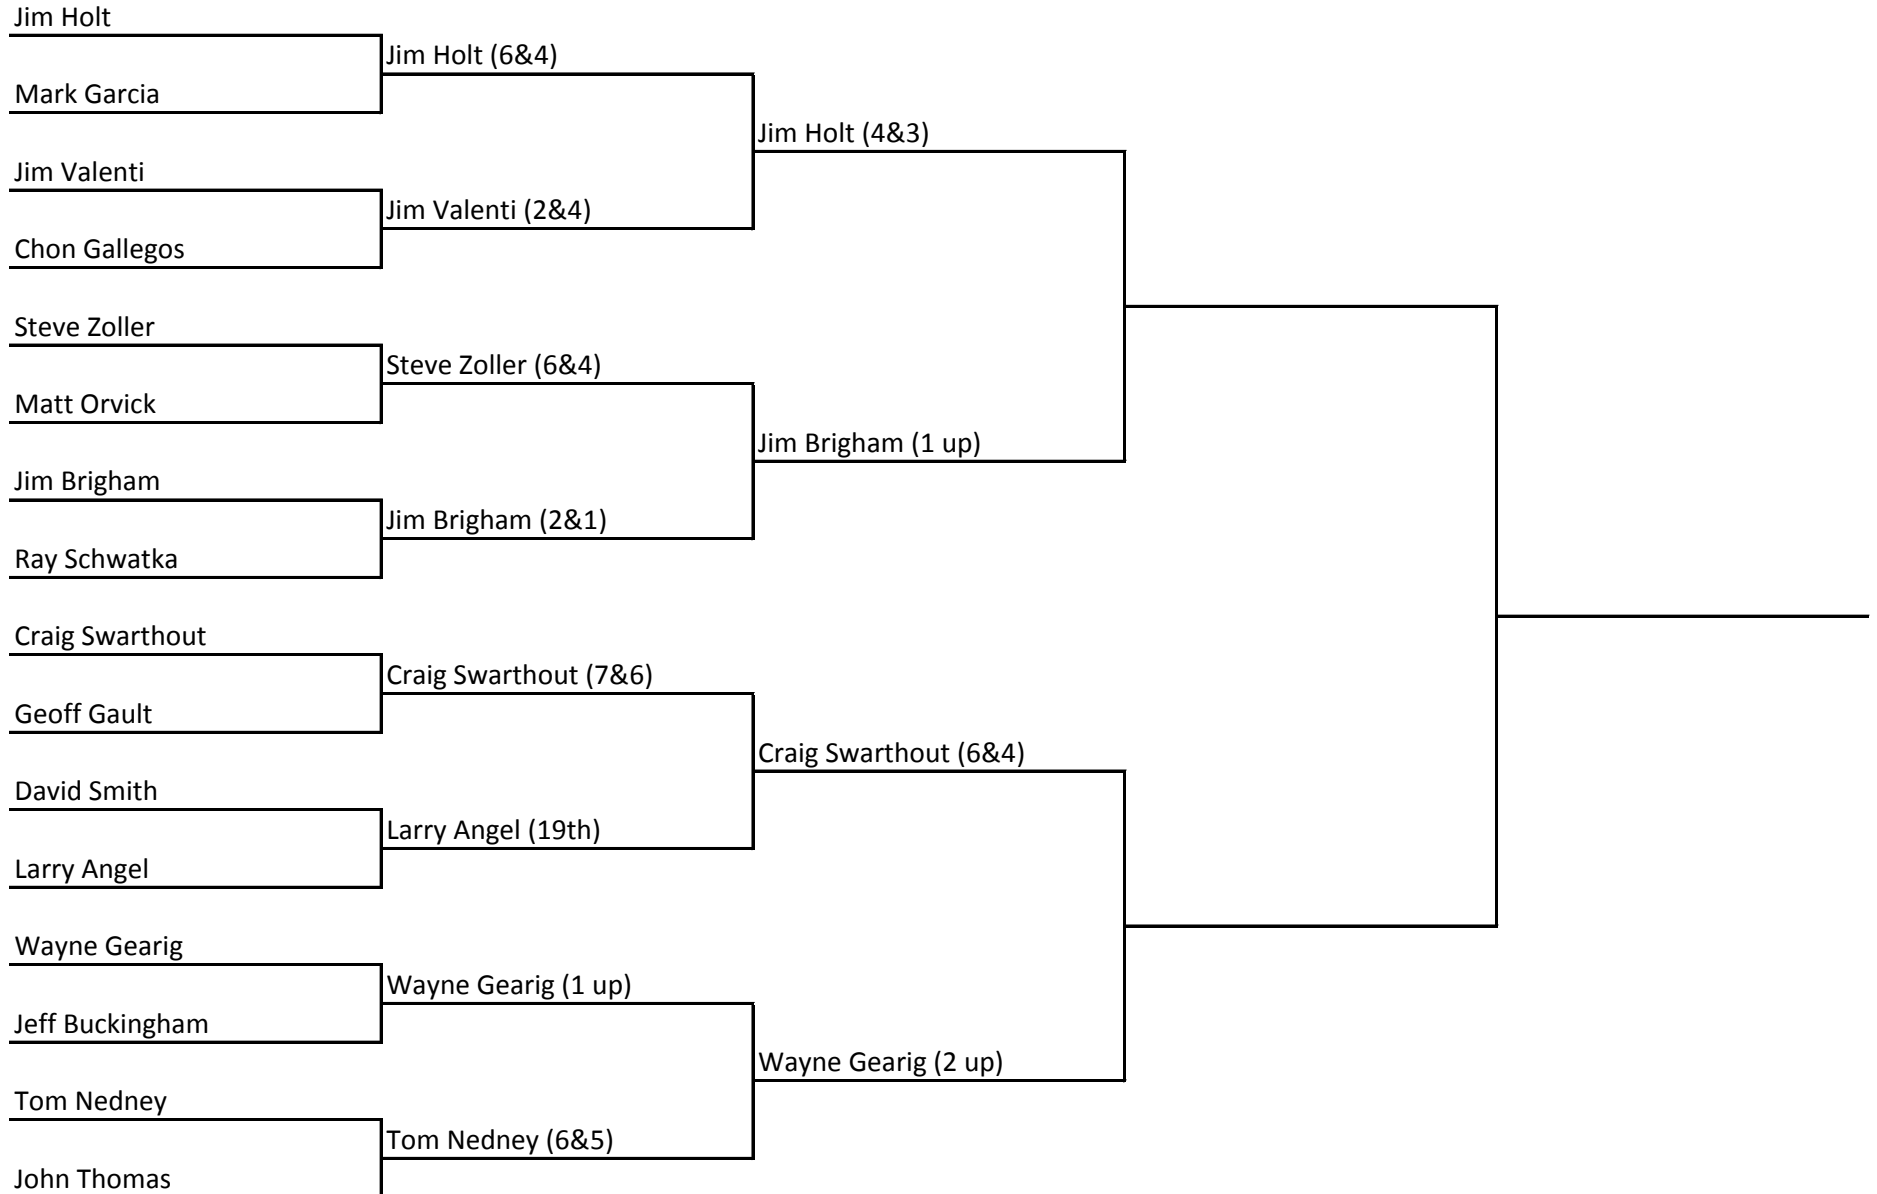 Jim Holt
Jim Holt (6&4)
Mark Garcia
Jim Holt (4&3)
Jim Valenti
Jim Valenti (2&4)
Chon Gallegos
Steve Zoller
Steve Zoller (6&4)
Matt Orvick
Jim Brigham (1 up)
Jim Brigham
Jim Brigham (2&1)
Ray Schwatka
Craig Swarthout
Craig Swarthout (7&6)
Geoff Gault
Craig Swarthout (6&4)
David Smith
Larry Angel (19th)
Larry Angel
Wayne Gearig
Wayne Gearig (1 up)
Jeff Buckingham
Wayne Gearig (2 up)
Tom Nedney
Tom Nedney (6&5)
John Thomas